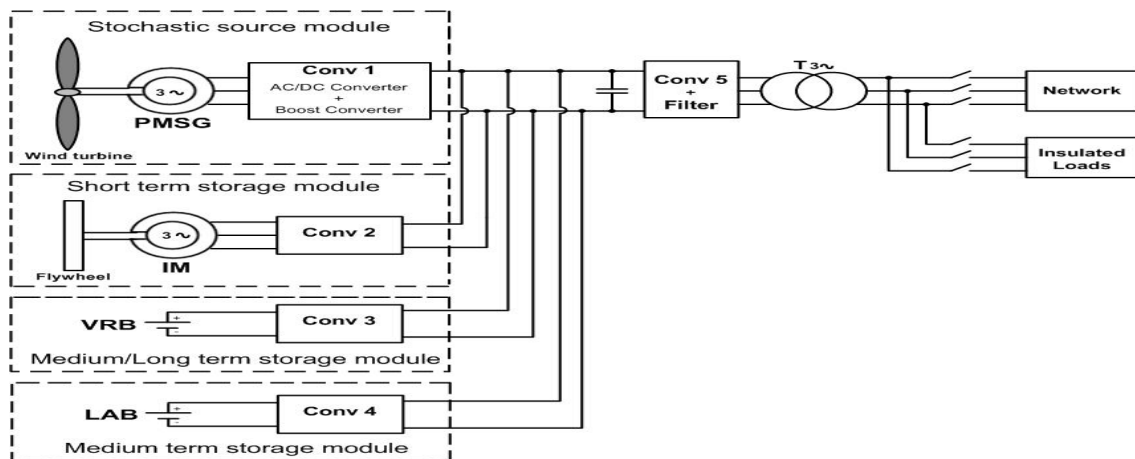 Stochastic source module
3 ~
PMSG
Wind turbine
Conv 1
AC/DC Converter
+
Boost Converter
Conv 5
+
Filter
T 3~
Network
Insulated
Loads
Short term storage module
3 ~
IM
Flywheel
Conv 2
VRB
+
-
Conv 3
Medium/Long term storage module
LAB
+
-
Conv 4
Medium term storage module